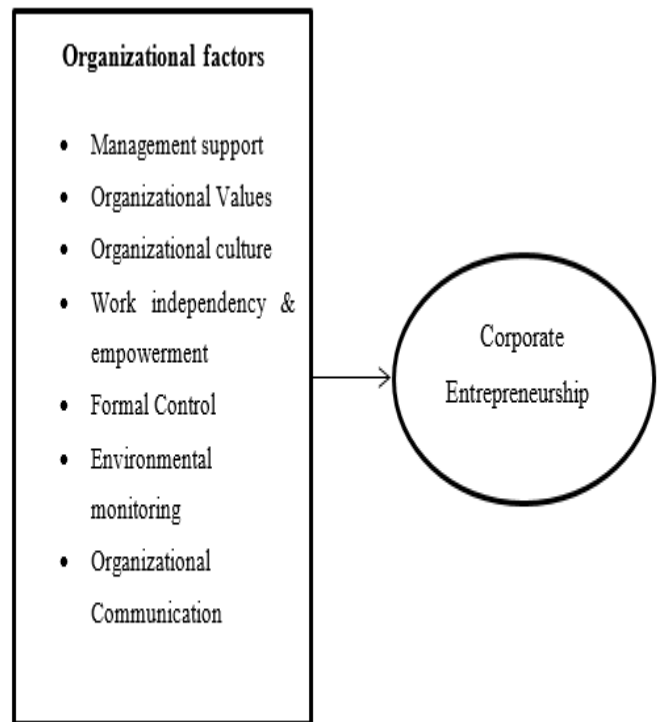 Organizational factors
• Management support
• Organizational Values
• Organizational culture
• Work independency &
empowerment
• Formal Control
• Environmental
monitoring
• Organizational
Communication
Corporate
Entrepreneurship